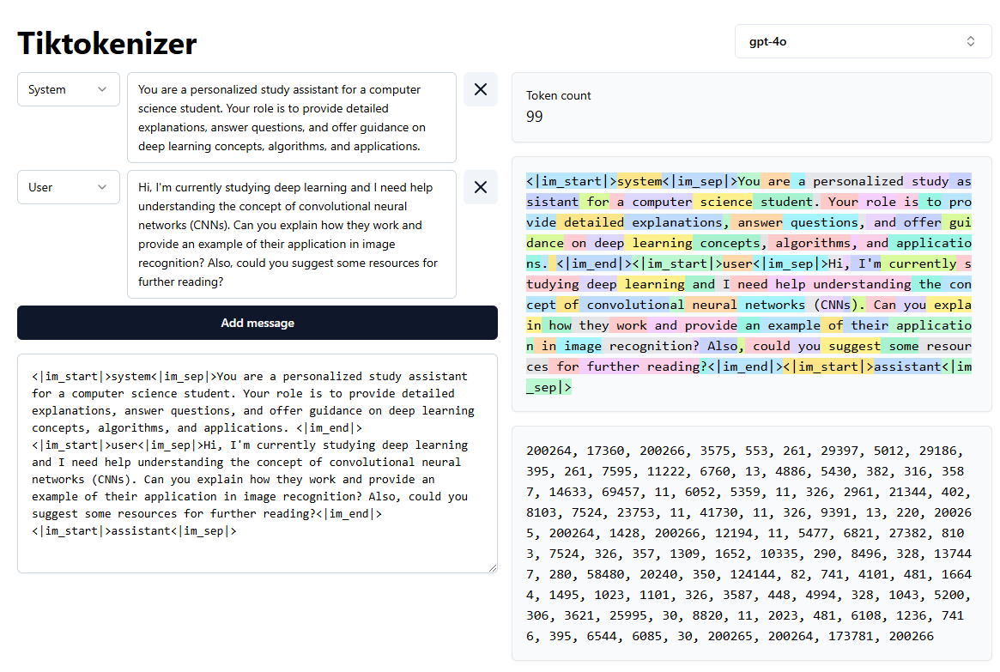 Tiktokenizer
gpt-4o
System
You are a personalized study assistant for a computer
science student. Your role is to provide detailed
explanations, answer questions, and offer guidance on
deep learning concepts, algorithms, and applications.
User
Hi, I'm currently studying deep learning and I need help
understanding the concept of convolutional neural
networks (CNNs). Can you explain how they work and
provide an example of their application in image
recognition? Also, could you suggest some resources for
further reading?
Add message
<|im_start|>system<|im_sep|>You are a personalized study assistant
for a computer science student. Your role is to provide detailed
explanations, answer questions, and offer guidance on deep learning
concepts, algorithms, and applications. <|im_end|>
<|im_start|>user<|im_sep|>Hi, I'm currently studying deep learning
and I need help understanding the concept of convolutional neural
networks (CNNs). Can you explain how they work and provide an
example of their application in image recognition? Also, could you
suggest some resources for further reading?<|im_end|>
<|im_start|>assistant<|im_sep|>
Token count
99
<|im_start|>system<|im_sep|>You are a personalized study as
sistant for a computer science student. Your role is to pro
vide detailed explanations, answer questions, and offer gui
dance on deep learning concepts, algorithms, and applicatio
ns. <|im_end|><|im_start|>user<|im_sep|>Hi, I'm currently s
tudying deep learning and I need help understanding the con
cept of convolutional neural networks (CNNs). Can you expla
in how they work and provide an example of their applicatio
n in image recognition? Also, could you suggest some resour
ces for further reading?<|im_end|><|im_start|>assistant<|im
_sep|>
200264, 17360, 200266, 3575, 553, 261, 29397, 5012, 29186,
395, 261, 7595, 11222, 6760, 13, 4886, 5430, 382, 316, 358
7, 14633, 69457, 11, 6052, 5359, 11, 326, 2961, 21344, 402,
8103, 7524, 23753, 11, 41730, 11, 326, 9391, 13, 220, 20026
5, 200264, 1428, 200266, 12194, 11, 5477, 6821, 27382, 810
3, 7524, 326, 357, 1309, 1652, 10335, 290, 8496, 328, 13744
7, 280, 58480, 20240, 350, 124144, 82, 741, 4101, 481, 1664
4, 1495, 1023, 1101, 326, 3587, 448, 4994, 328, 1043, 5200,
306, 3621, 25995, 30, 8820, 11, 2023, 481, 6108, 1236, 741
6, 395, 6544, 6085, 30, 200265, 200264, 173781, 200266